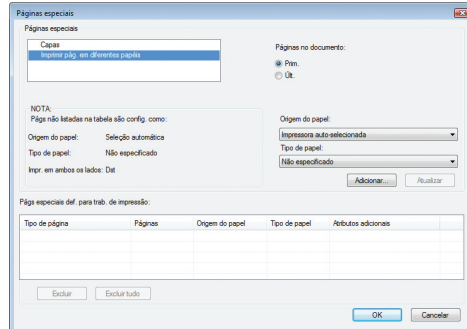 Páginas especiais
Páginas especiais
Capas
Imprimir pág. em diferentes papéis
Páginas no documento:
Prim.
Últ.
NOTA:
Págs não listadas na tabela são config. como:
Origem do papel: Seleção automática
Tipo de papel: Não especificado
Impr. em ambos os lados: Dst
Origem do papel:
Impressora auto-selecionada
Tipo de papel:
Não especificado
Adicionar... Atualizar
Págs especiais def. para trab. de impressão:
Tipo de página Páginas Origem do papel Tipo de papel Atributos adicionais
Excluir Excluir tudo
OK Cancelar